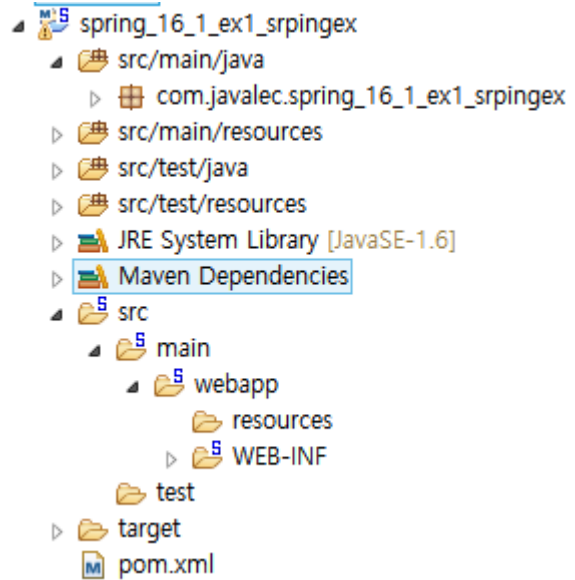 spring_16_1_ex1_srpingex
src/main/java
com.javalec.spring_16_1_ex1_srpingex
src/main/resources
src/test/java
src/test/resources
JRE System Library [JavaSE-1.6]
Maven Dependencies
src
main
webapp
resources
WEB-INF
test
target
pom.xml